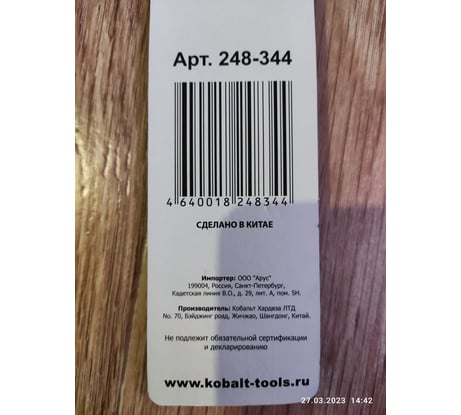 Арт. 248-344
4 640018 248344
СДЕЛАНО В КИТАЕ
Импортер: ООО "Арус"
199004, Россия, Санкт-Петербург,
Кадетская линия В.О., д. 29, лит. А, пом. 5Н.
Производитель: Кобальт Хардвэа ЛТД
No. 70, Бэйджинг роад, Жичжао, Шангдонг, Китай.
Не подлежит обязательной сертификации
и декларированию
www.kobalt-tools.ru
27.03.2023 14:42